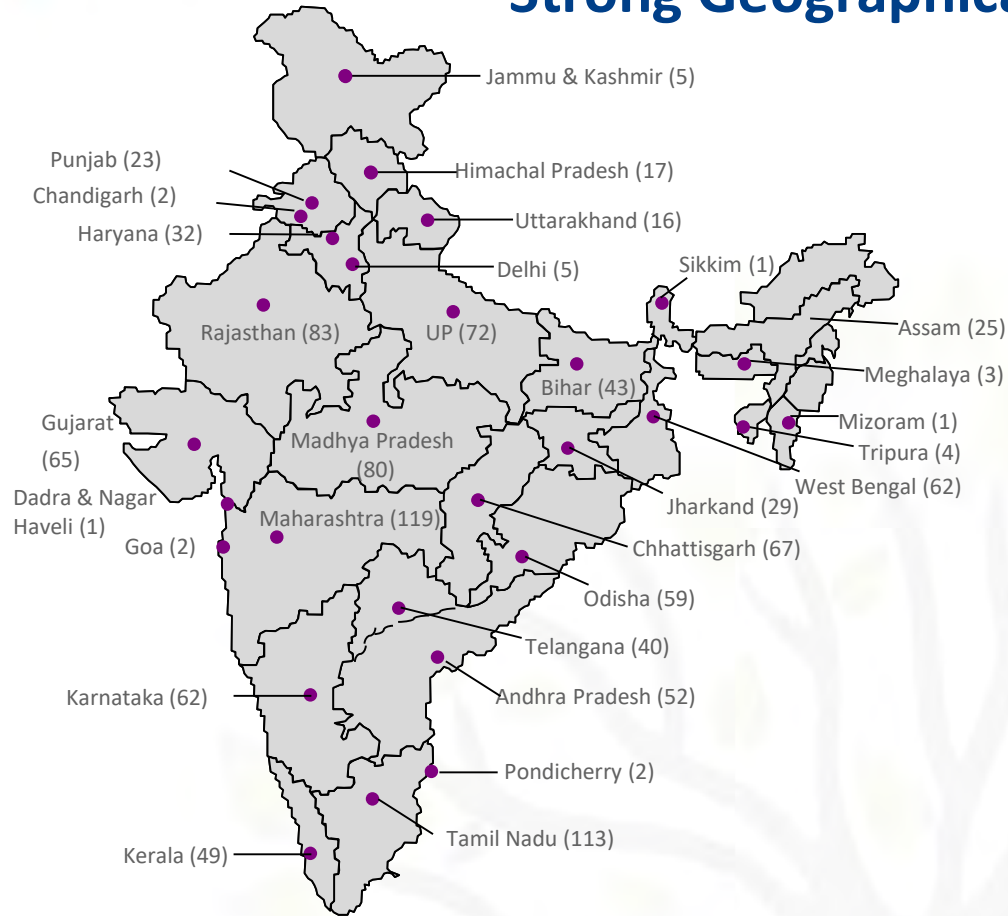 Strong Geographica
Jammu & Kashmir (5)
Punjab (23)
Himachal Pradesh (17)
Chandigarh (2)
Uttarakhand (16)
Haryana (32)
Delhi (5)
Sikkim (1)
Rajasthan (83)
UP (72)
Assam (25)
Bihar (43)
Meghalaya (3)
Gujarat
(65)
Madhya Pradesh
(80)
Mizoram (1)
Tripura (4)
West Bengal (62)
Jharkand (29)
Dadra & Nagar
Haveli (1)
Maharashtra (119)
Goa (2)
Chhattisgarh (67)
Odisha (59)
Telangana (40)
Karnataka (62)
Andhra Pradesh (52)
Pondicherry (2)
Tamil Nadu (113)
Kerala (49)